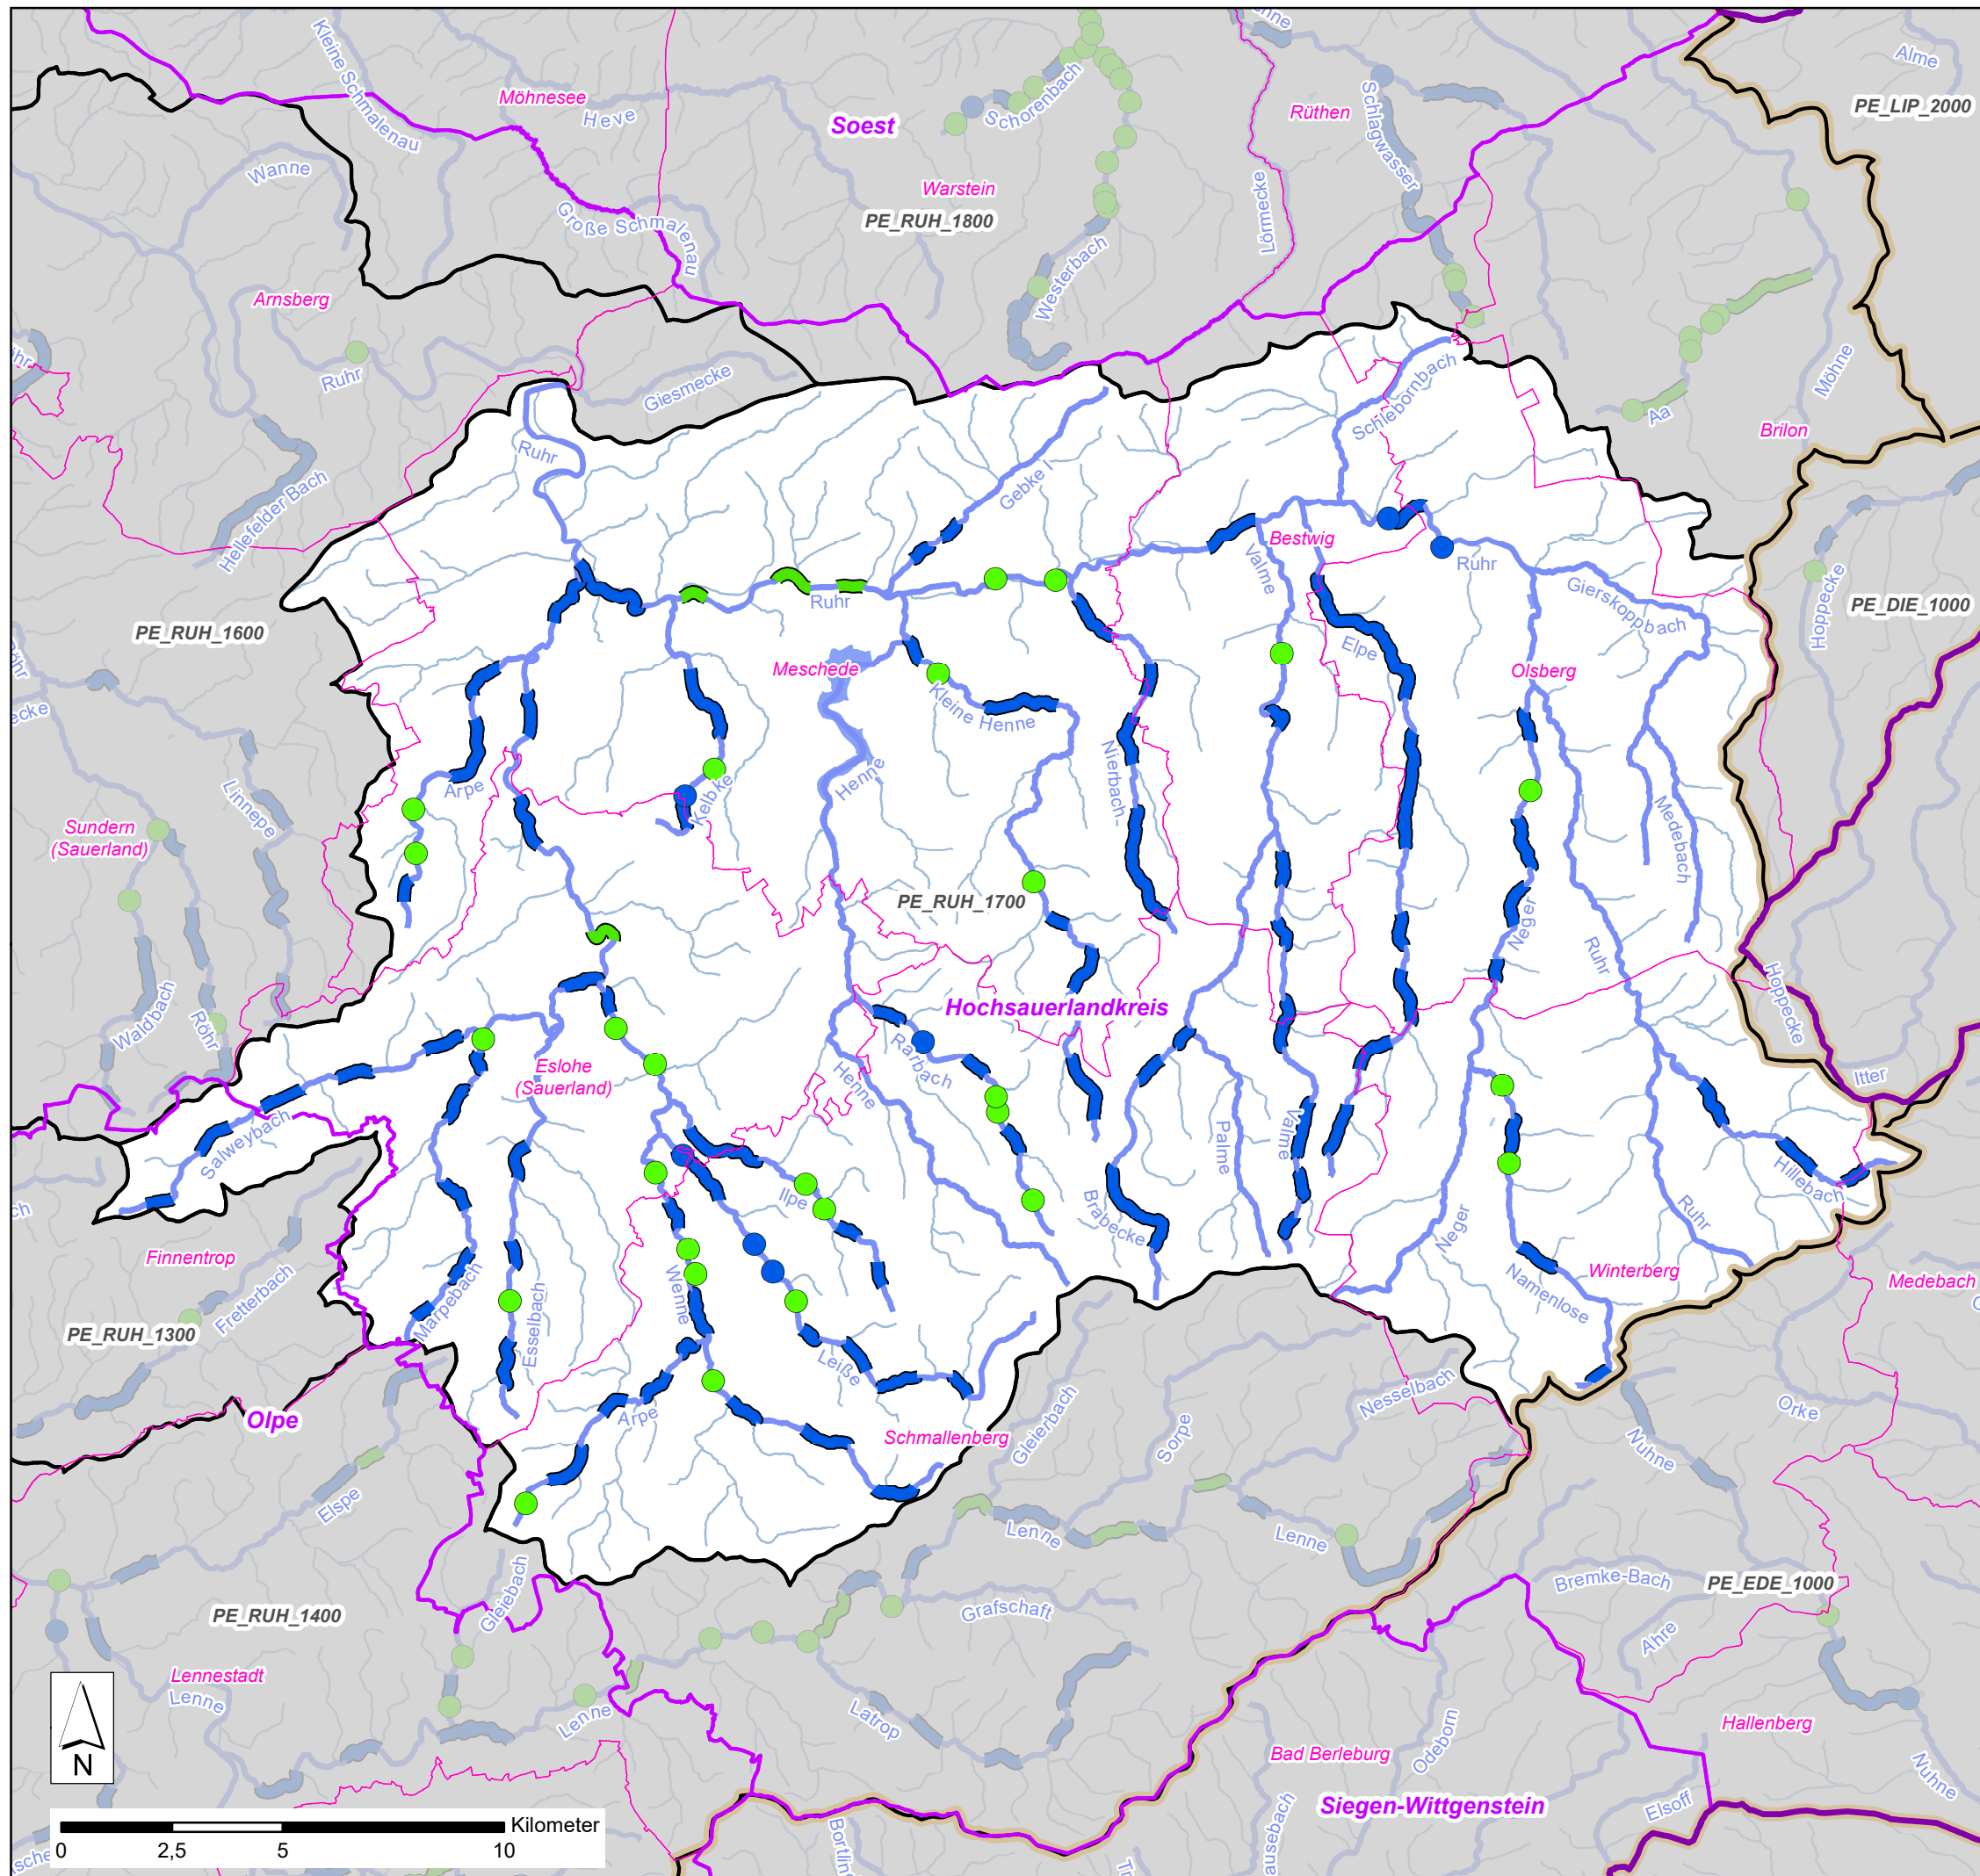 Kleine Schmalenau
Möhnesee
Heve
Soest
Schorenbach
Rüthen
Schlagwasser
Alme
PE_LIP_2000
Wanne
Warstein
PE_RUH_1800
Große Schmalenau
Lörmecke
Westerbach
Arnsberg
Ruhr
Giesmecke
Möhne
Aa
Brilon
Schlebornbach
Ruhr
Gebke I
Hellefelder Bach
Bestwig
Valme
Ruhr
Gierskoppbach
Hoppecke
PE_DIE_1000
PE_RUH_1600
Ruhr
Elpe
Olsberg
Meschede
Kleine Henne
Nierbach-
Henne
Arpe
Kelbke
Medebach
Linnepe
Sundern
(Sauerland)
PE_RUH_1700
Neger
Ruhr
Hoppecke
Hochsauerlandkreis
Waldbach
Röhr
Eslohe
(Sauerland)
Rarbach
Henne
Itter
Salweybach
Palme
Valme
Hillebach
Ilpe
Brabecke
Neger
Ruhr
Finnentrop
Fretterbach
PE_RUH_1300
Marpebach
Esselbach
Wenne
Namenlose
Winterberg
Medebach
Leiße
Arpe
Olpe
Schmallenberg
Gleierbach
Sorpe
Nesselbach
Orke
Nuhne
Elspe
Lenne
Lenne
Bremke-Bach
PE_EDE_1000
Gleiebach
Grafschaft
Ahre
PE_RUH_1400
Lennestadt
Lenne
Lenne
Latrop
Hallenberg
Bad Berleburg
Odeborn
Nuhne
Siegen-Wittgenstein
Elsoff
N
Kilometer
0 2,5 5 10